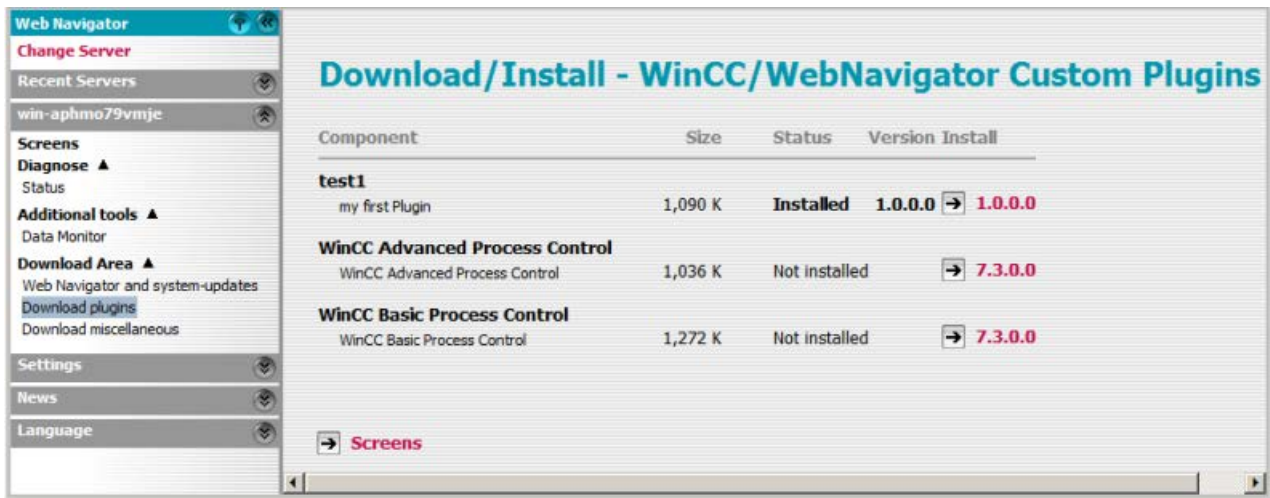 Web Navigator
Change Server
Recent Servers
win-aphmo79vmje
Screens
Diagnose ▲
Status
Additional tools ▲
Data Monitor
Download Area ▲
Web Navigator and system-updates
Download plugins
Download miscellaneous
Settings
News
Language
Download/Install - WinCC/WebNavigator Custom Plugins
Component Size Status Version Install
test1
my first Plugin 1,090 K Installed 1.0.0.0 1.0.0.0
WinCC Advanced Process Control
WinCC Advanced Process Control 1,036 K Not installed 7.3.0.0
WinCC Basic Process Control
WinCC Basic Process Control 1,272 K Not installed 7.3.0.0
Screens